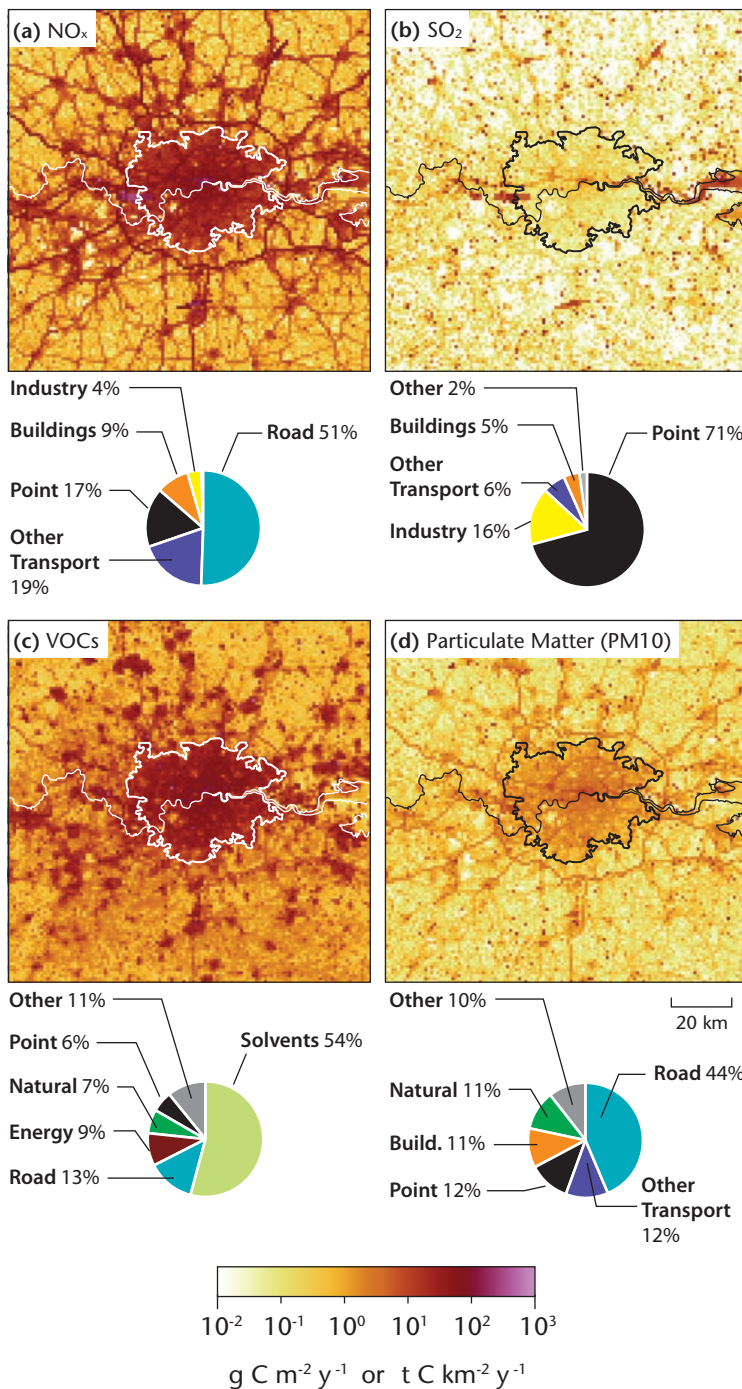 (a) NOx
(b) SO2
Industry 4%
Buildings 9%
Road 51%
Point 17%
Other
Transport
19%
Other 2%
Buildings 5%
Point 71%
Other
Transport 6%
Industry 16%
(c) VOCs
(d) Particulate Matter (PM10)
Other 11%
Solvents 54%
Point 6%
Natural 7%
Energy 9%
Road 13%
Other 10%
20 km
Road 44%
Natural 11%
Build. 11%
Point 12%
Other
Transport
12%
10-2 10-1 100 101 102 103
g C m-2 y-1 or t C km-2 y-1